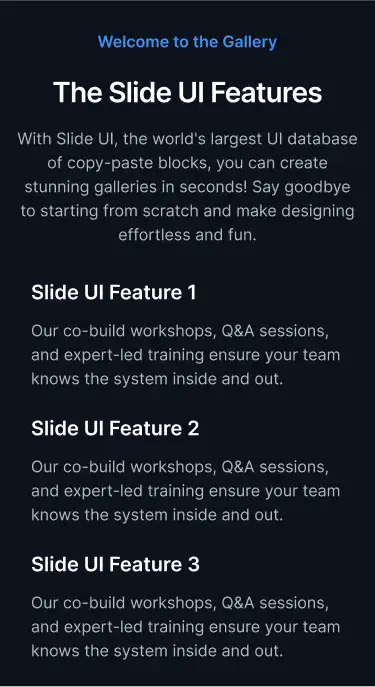 Welcome to the Gallery
The Slide UI Features
With Slide UI, the world's largest UI database
of copy-paste blocks, you can create
stunning galleries in seconds! Say goodbye
to starting from scratch and make designing
effortless and fun.
Slide UI Feature 1
Our co-build workshops, Q&A sessions,
and expert-led training ensure your team
knows the system inside and out.
Slide UI Feature 2
Our co-build workshops, Q&A sessions,
and expert-led training ensure your team
knows the system inside and out.
Slide UI Feature 3
Our co-build workshops, Q&A sessions,
and expert-led training ensure your team
knows the system inside and out.